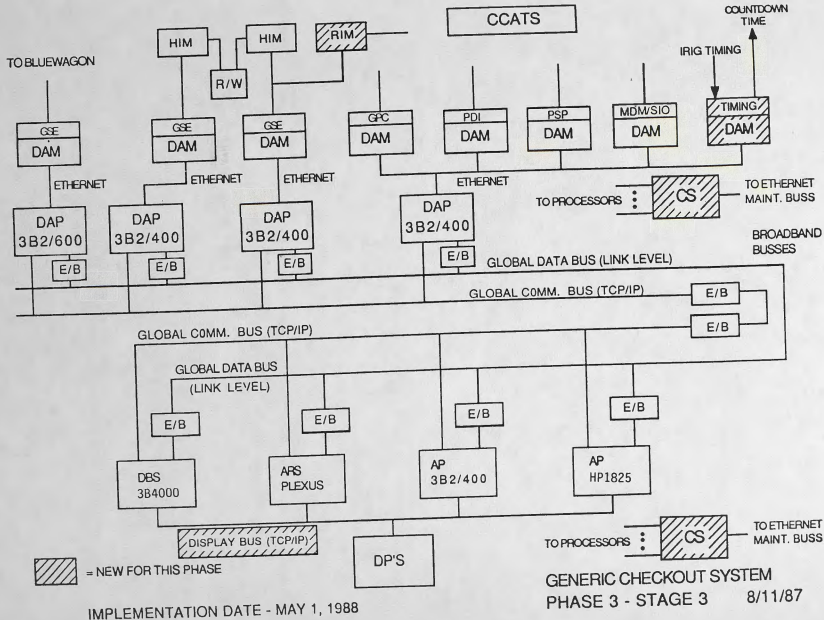 COUNTDOWN
TIME
CCATS
HIM
HIM
RIM
IRIG TIMING
TO BLUEWAGON
R/W
GSE
DAM
GSE
DAM
GSE
DAM
GPC
DAM
PDI
DAM
PSP
DAM
MDM/SIO
DAM
TIMING
DAM
ETHERNET
ETHERNET
ETHERNET
ETHERNET
TO PROCESSORS
CS
TO ETHERNET
MAINT. BUSS
DAP
3B2/600
DAP
3B2/400
DAP
3B2/400
DAP
3B2/400
BROADBAND
BUSSES
E/B
E/B
E/B
E/B
GLOBAL DATA BUS (LINK LEVEL)
GLOBAL COMM. BUS (TCP/IP)
E/B
GLOBAL COMM. BUS (TCP/IP)
E/B
GLOBAL DATA BUS
(LINK LEVEL)
E/B
E/B
E/B
E/B
DBS
3B4000
ARS
PLEXUS
AP
3B2/400
AP
HP1825
DISPLAY BUS (TCP/IP)
DP'S
TO PROCESSORS
CS
TO ETHERNET
MAINT. BUSS
= NEW FOR THIS PHASE
GENERIC CHECKOUT SYSTEM
PHASE 3 - STAGE 3 8/11/87
IMPLEMENTATION DATE - MAY 1, 1988